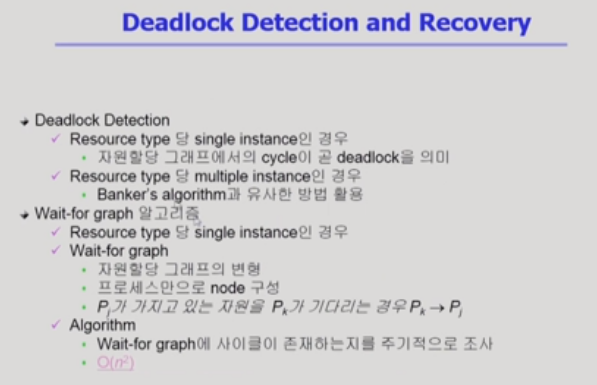 Deadlock Detection and Recovery
Deadlock Detection
Resource type 당 single instance인 경우
자원할당 그래프에서의 cycle이 곧 deadlock을 의미
Resource type 당 multiple instance인 경우
Banker's algorithm과 유사한 방법 활용
Wait-for graph 알고리즘
Resource type 당 single instance인 경우
Wait-for graph
자원할당 그래프의 변형
프로세스만으로 node 구성
Pj가 가지고 있는 자원을 Pk가 기다리는 경우 Pk → Pj
Algorithm
Wait-for graph에 사이클이 존재하는지를 주기적으로 조사
O(n²)